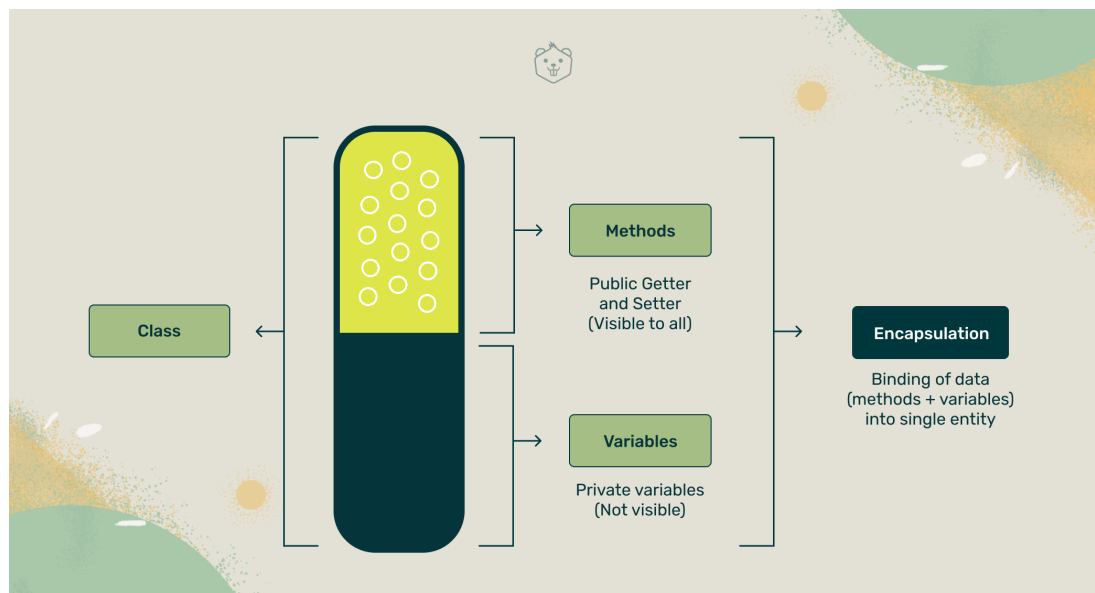 Class
Methods
Public Getter
and Setter
(Visible to all)
Variables
Private variables
(Not visible)
Encapsulation
Binding of data
(methods + variables)
into single entity